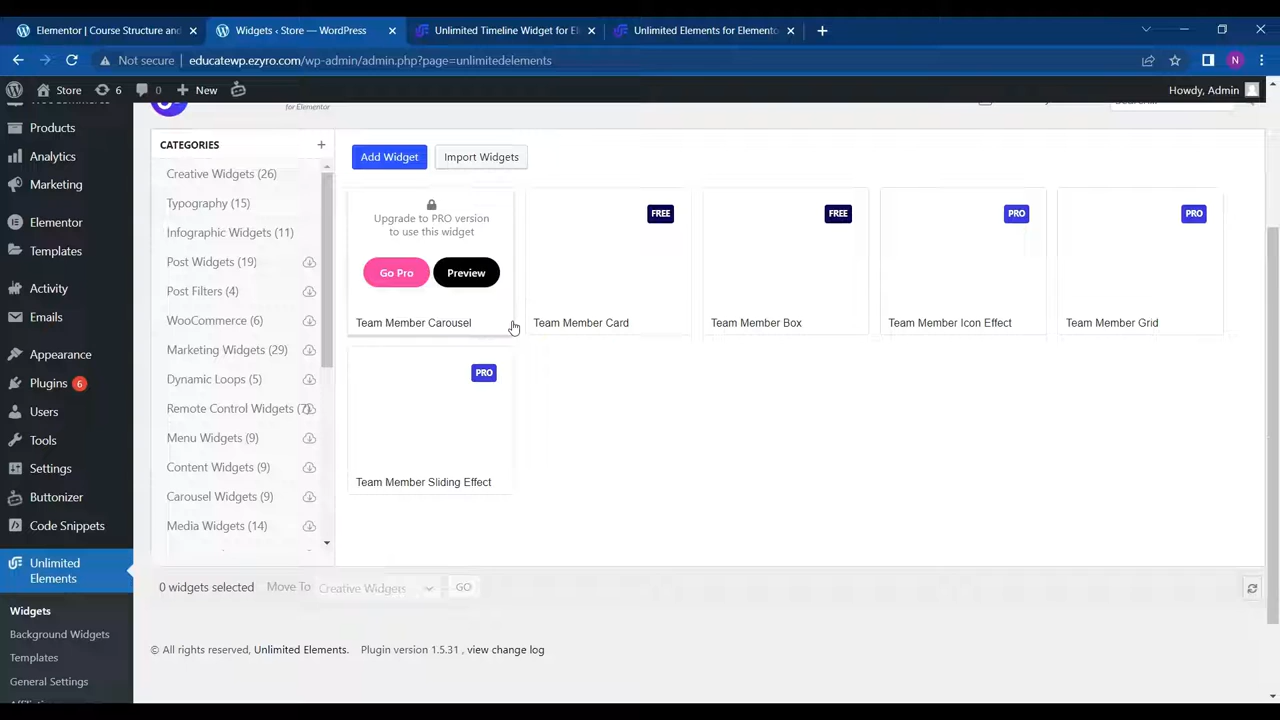 Elementor | Course Structure and
Widgets ‹ Store — WordPress
Unlimited Timeline Widget for El
Unlimited Elements for Elemento
Not secure
educatewp.ezyro.com/wp-admin/admin.php?page=unlimitedelements
N
Store
6
0
New
Howdy, Admin
for Elementor
Products
Analytics
Marketing
Elementor
Templates
Activity
Emails
Appearance
Plugins 6
Users
Tools
Settings
Buttonizer
Code Snippets
Unlimited
Elements
Widgets
Background Widgets
Templates
General Settings
CATEGORIES
Creative Widgets (26)
Typography (15)
Infographic Widgets (11)
Post Widgets (19)
Post Filters (4)
WooCommerce (6)
Marketing Widgets (29)
Dynamic Loops (5)
Remote Control Widgets (7)
Menu Widgets (9)
Content Widgets (9)
Carousel Widgets (9)
Media Widgets (14)
Add Widget
Import Widgets
Upgrade to PRO version
to use this widget
Go Pro
Preview
Team Member Carousel
FREE
Team Member Card
FREE
Team Member Box
PRO
Team Member Icon Effect
PRO
Team Member Grid
PRO
Team Member Sliding Effect
0 widgets selected
Move To
Creative Widgets
GO
© All rights reserved, Unlimited Elements. Plugin version 1.5.31 , view change log